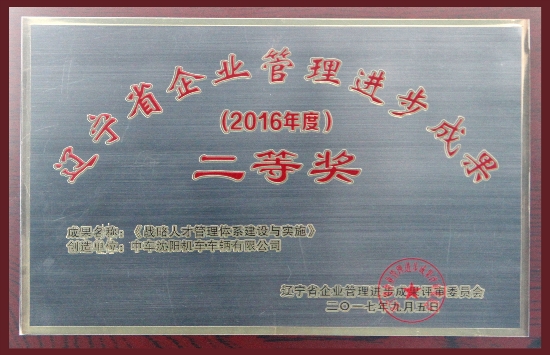 辽宁省企业管理进步成果
（2016年度）
二等奖
成果名称：《战略人才管理体系建设与实施》
创造单位：中车沈阳机车车辆有限公司
辽宁省企业管理进步成果评审委员会
二〇一七年九月五日